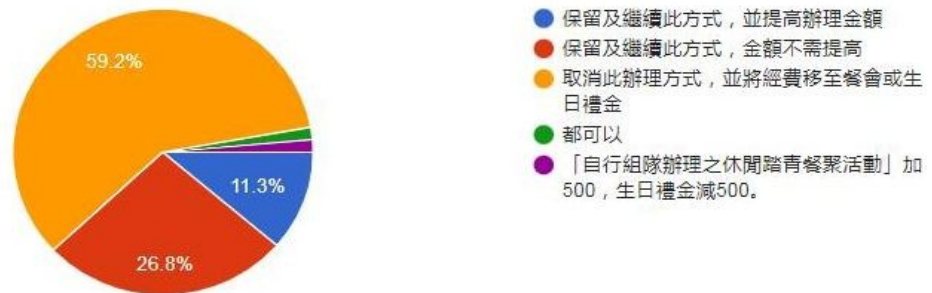 59.2%
11.3%
26.8%
保留及繼續此方式，並提高辦理金額
保留及繼續此方式，金額不需提高
取消此辦理方式，並將經費移至餐會或生
日禮金
都可以
「自行組隊辦理之休閒踏青餐聚活動」加
500，生日禮金減500。